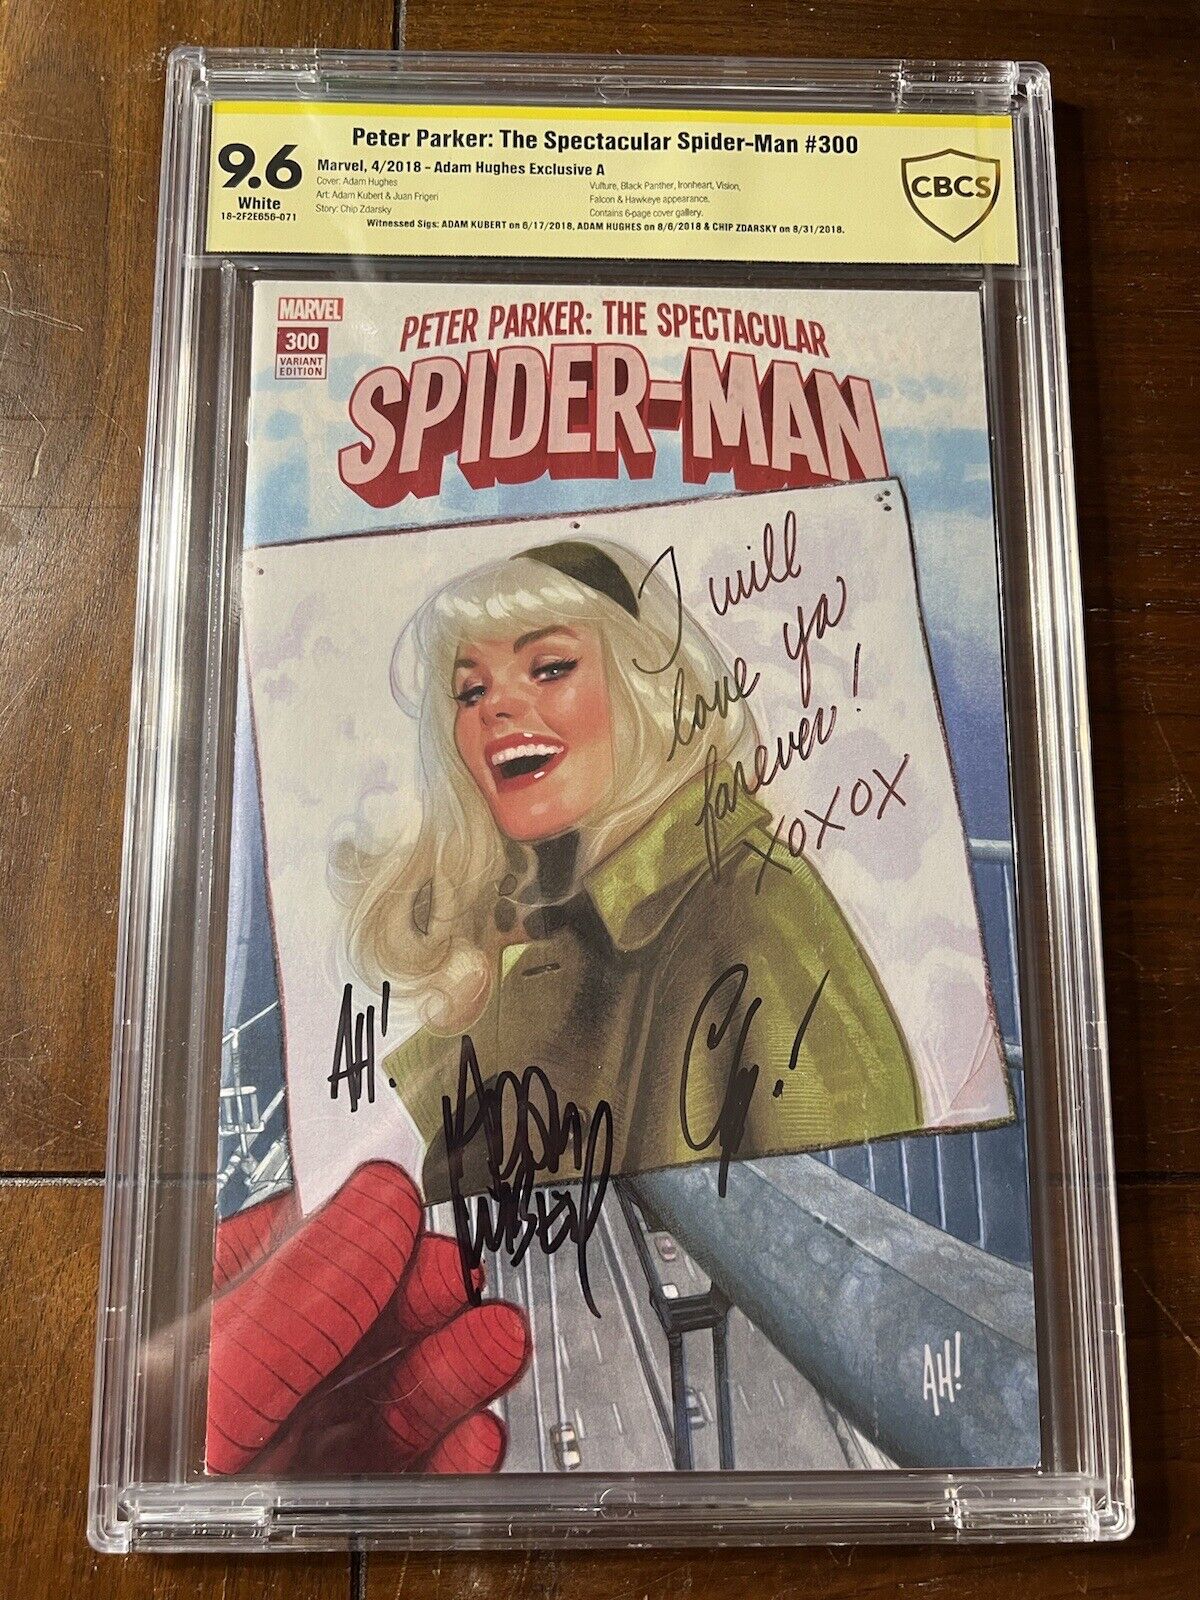 Peter Parker: The Spectacular Spider-Man #300
9.6
White
18-2F2E656-071
Marvel, 4/2018 - Adam Hughes Exclusive A
Cover: Adam Hughes
Art: Adam Kubert & Juan Frigeri
Story: Chip Zdarsky
Vulture, Black Panther, Ironheart, Vision,
Falcon & Hawkeye appearance.
Contains 6-page cover gallery.
Witnessed Sigs: ADAM KUBERT on 6/17/2018, ADAM HUGHES on 8/6/2018 & CHIP ZDARSKY on 8/31/2018.
CBCS
MARVEL
300
VARIANT
EDITION
PETER PARKER: THE SPECTACULAR
SPIDER-MAN
I will
love ya
forever!
XOXOX
AH!
ADAM
KUBERT
AH!